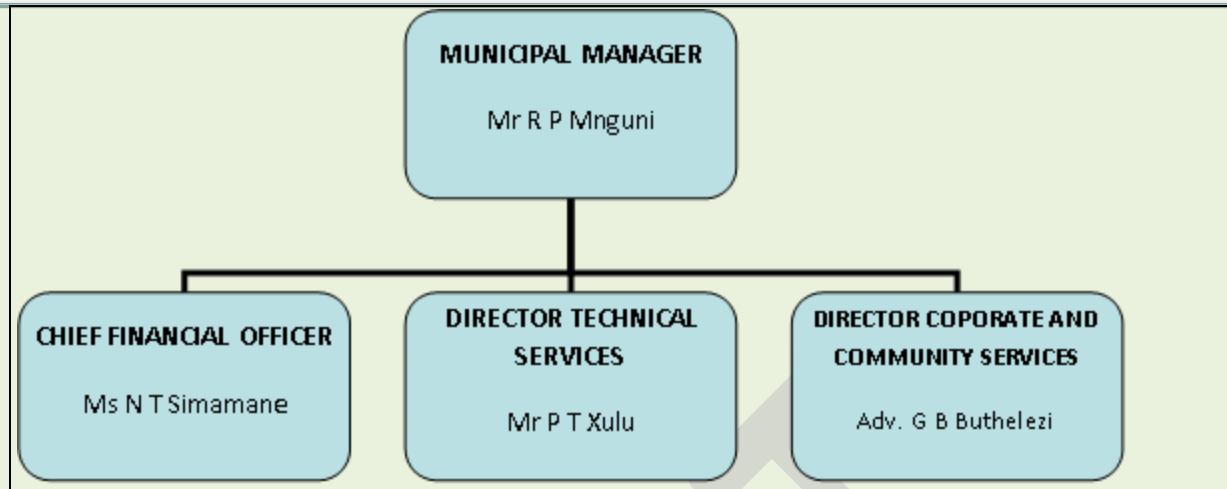 MUNICIPAL MANAGER
Mr R P Mnguni
CHIEF FINANCIAL OFFICER
Ms N T Simamane
DIRECTOR TECHNICAL
SERVICES
Mr P T Xulu
DIRECTOR COPORATE AND
COMMUNITY SERVICES
Adv. G B Buthelezi